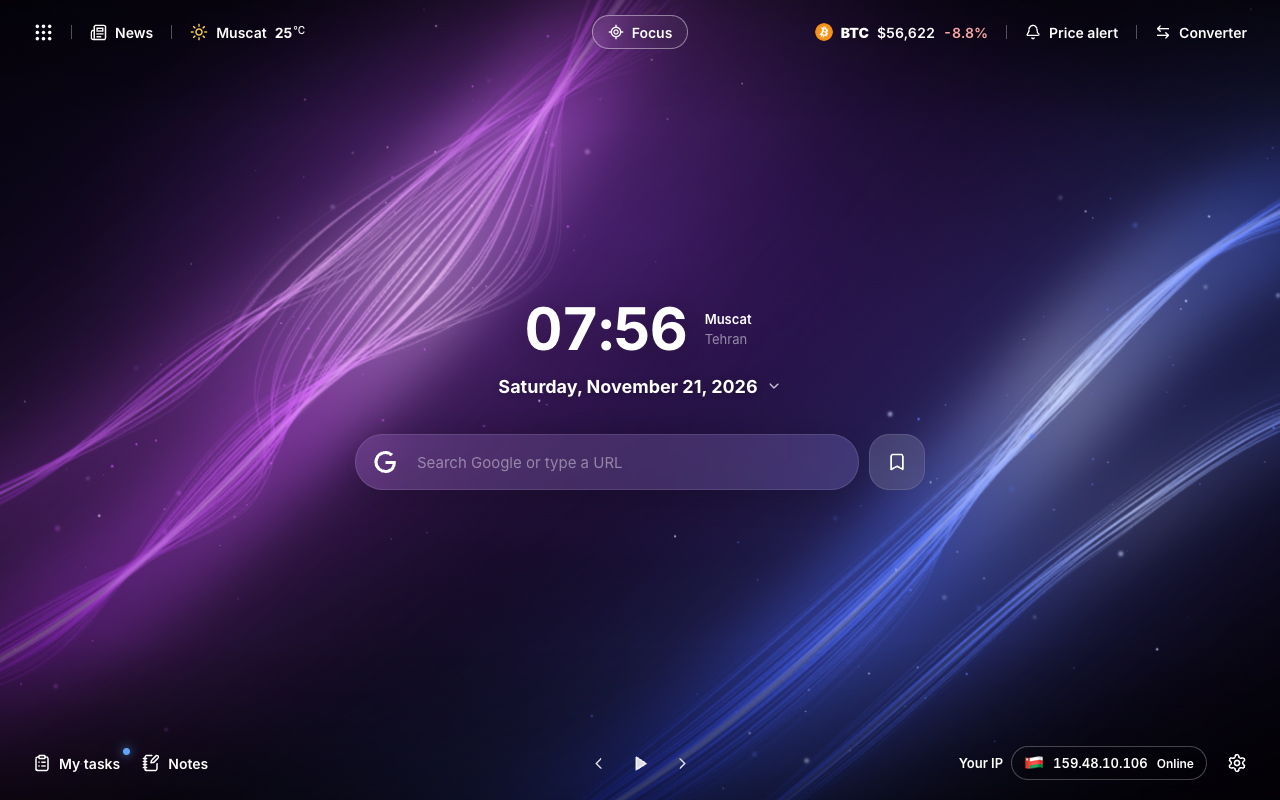 News
Muscat 25°C
Focus
BTC $56,622 -8.8%
Price alert
Converter
07:56
Muscat
Tehran
Saturday, November 21, 2026
Search Google or type a URL
My tasks
Notes
Your IP
159.48.10.106 Online